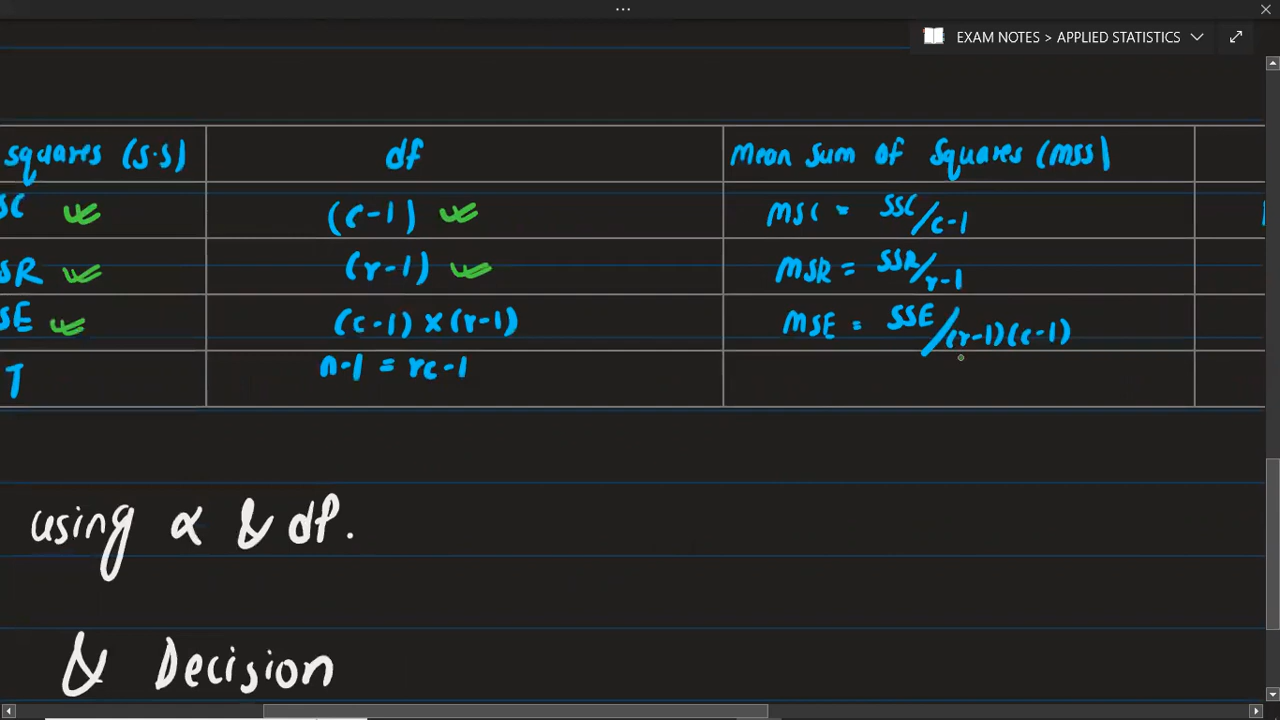 EXAM NOTES > APPLIED STATISTICS
squares (S.S) df Mean sum of Squares (MSS)
SC (c-1) MSC = SSC/c-1
SR (r-1) MSR = SSR/r-1
SE (c-1) × (r-1) MSE = SSE/(r-1)(c-1)
T n-1 = rc-1
using α & df.
& Decision